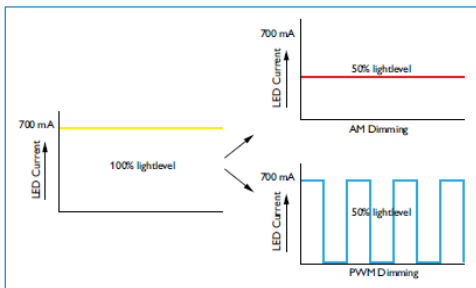 700 mA
LED Current
100% lightlevel
700 mA
LED Current
50% lightlevel
AM Dimming
700 mA
LED Current
50% lightlevel
PWM Dimming